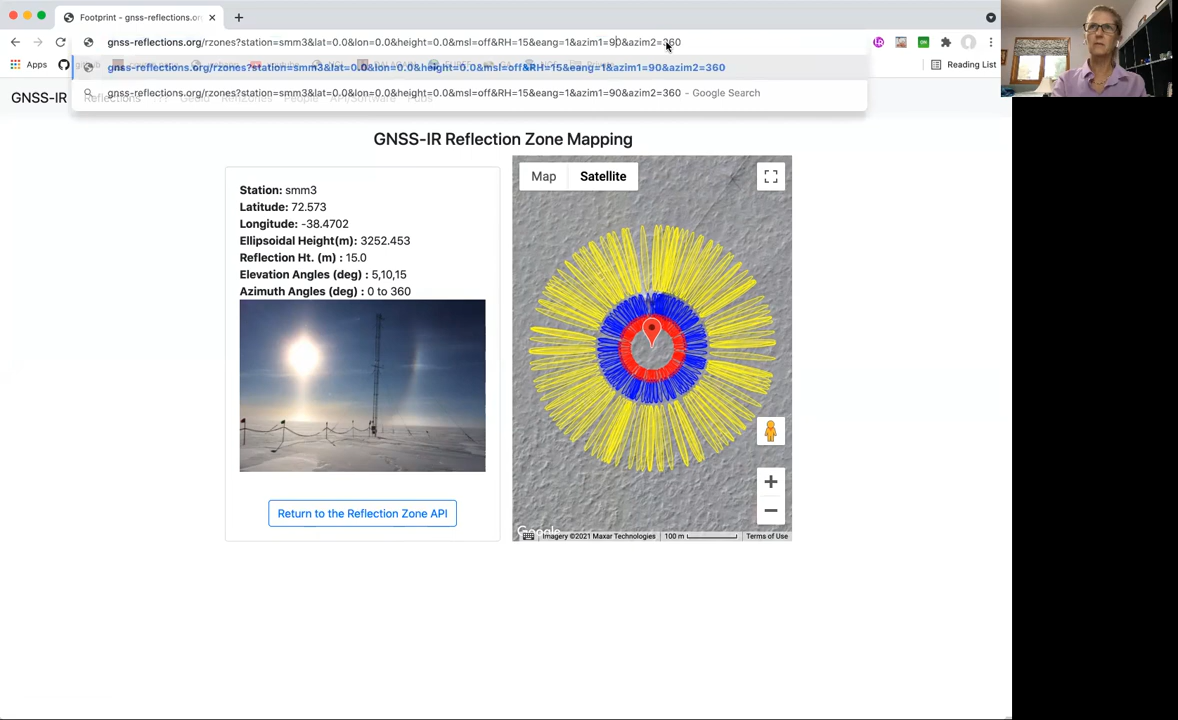 Footprint - gnss-reflections.or
gnss-reflections.org/rzones?station=smm3&lat=0.0&lon=0.0&height=0.0&msl=off&RH=15&eang=1&azim1=90&azim2=360
gnss-reflections.org/rzones?station=smm3&lat=0.0&lon=0.0&height=0.0&msl=off&RH=15&eang=1&azim1=90&azim2=360
Apps
Reading List
gnss-reflections.org/rzones?station=smm3&lat=0.0&lon=0.0&height=0.0&msl=off&RH=15&eang=1&azim1=90&azim2=360 - Google Search
GNSS-IR Reflections
GNSS-IR Reflection Zone Mapping
Station: smm3
Latitude: 72.573
Longitude: -38.4702
Ellipsoidal Height(m): 3252.453
Reflection Ht. (m) : 15.0
Elevation Angles (deg) : 5,10,15
Azimuth Angles (deg) : 0 to 360
Return to the Reflection Zone API
Map
Satellite
Google
Imagery ©2021 Maxar Technologies
100 m
Terms of Use